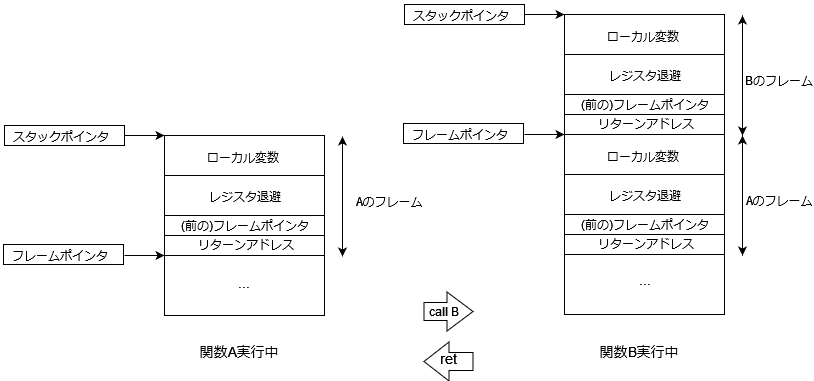 スタックポインタ
ローカル変数
レジスタ退避
(前の)フレームポインタ
リターンアドレス
Bのフレーム
フレームポインタ
ローカル変数
レジスタ退避
(前の)フレームポインタ
リターンアドレス
Aのフレーム
...
関数B実行中
スタックポインタ
ローカル変数
レジスタ退避
(前の)フレームポインタ
リターンアドレス
Aのフレーム
フレームポインタ
...
関数A実行中
call B
ret